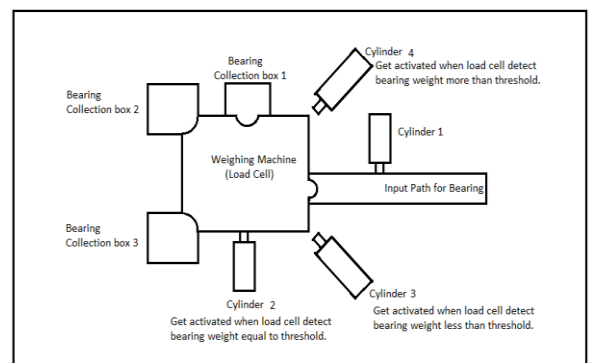 Cylinder 4
Get activated when load cell detect
bearing weight more than threshold.
Bearing
Collection box 1
Bearing
Collection box 2
Cylinder 1
Weighing Machine
(Load Cell)
Input Path for Bearing
Bearing
Collection box 3
Cylinder 2
Get activated when load cell detect
bearing weight equal to threshold.
Cylinder 3
Get activated when load cell detect
bearing weight less than threshold.